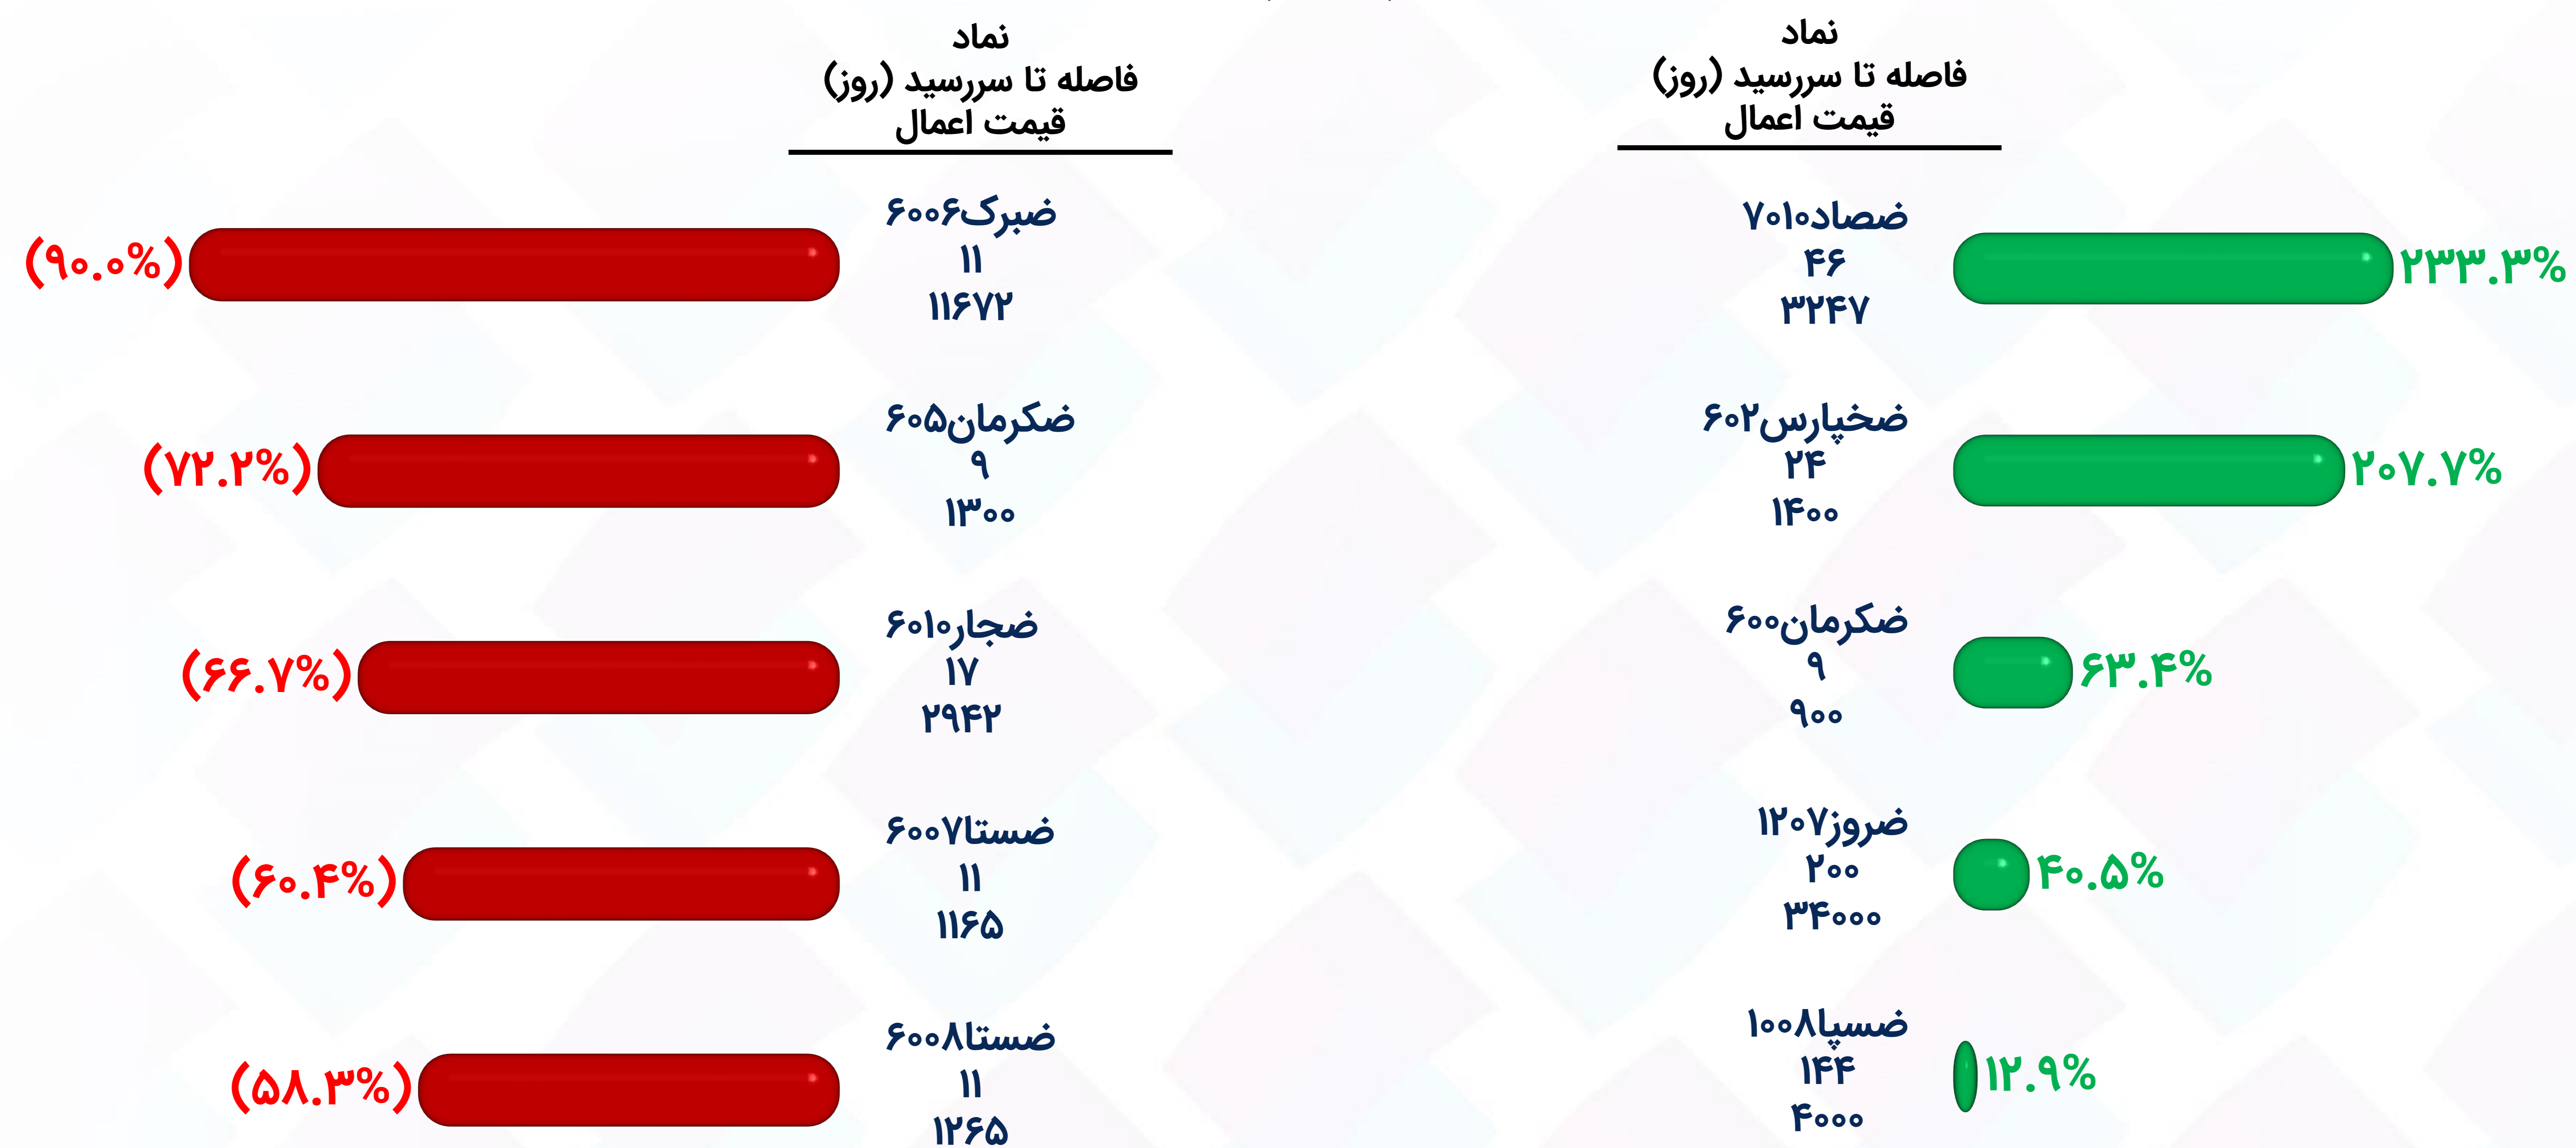 نماد
فاصله تا سررسید (روز)
قیمت اعمال
ضصاد۷۰۱۰
۴۶
۳۲۴۷
۲۳۳.۳%
ضخپارس۶۰۲
۲۴
۱۴۰۰
۲۰۷.۷%
ضکرمان۶۰۰
۹
۹۰۰
۶۳.۴%
ضروز۱۲۰۷
۲۰۰
۳۴۰۰۰
۴۰.۵%
ضسپا۱۰۰۸
۱۴۴
۴۰۰۰
۱۲.۹%
نماد
فاصله تا سررسید (روز)
قیمت اعمال
ضبرک۶۰۰۶
۱۱
۱۱۶۷۲
(۹۰.۰%)
ضکرمان۶۰۵
۹
۱۳۰۰
(۷۲.۲%)
ضجار۶۰۱۰
۱۷
۲۹۴۲
(۶۶.۷%)
ضستا۶۰۰۷
۱۱
۱۱۶۵
(۶۰.۴%)
ضستا۶۰۰۸
۱۱
۱۲۶۵
(۵۸.۳%)